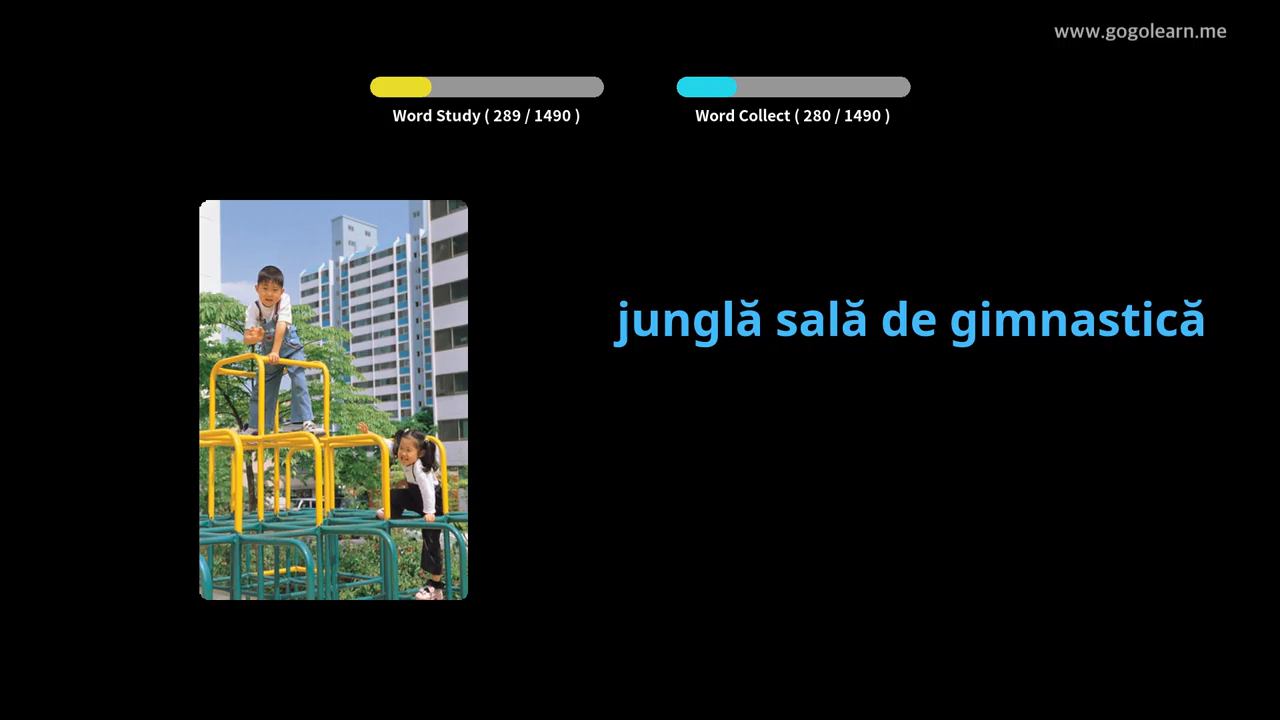 www.gogolearn.me
Word Study ( 289 / 1490 )
Word Collect ( 280 / 1490 )
junglă sală de gimnastică